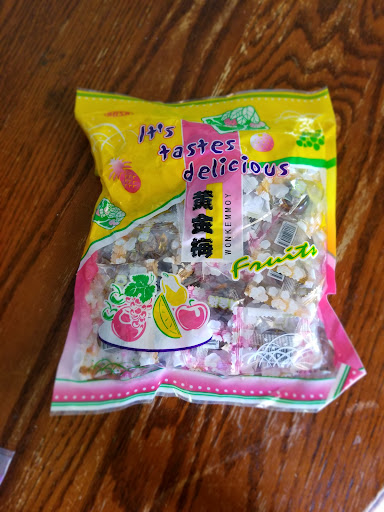 It's
tastes
delicious
黄金梅
WONKEMMOY
Fruits